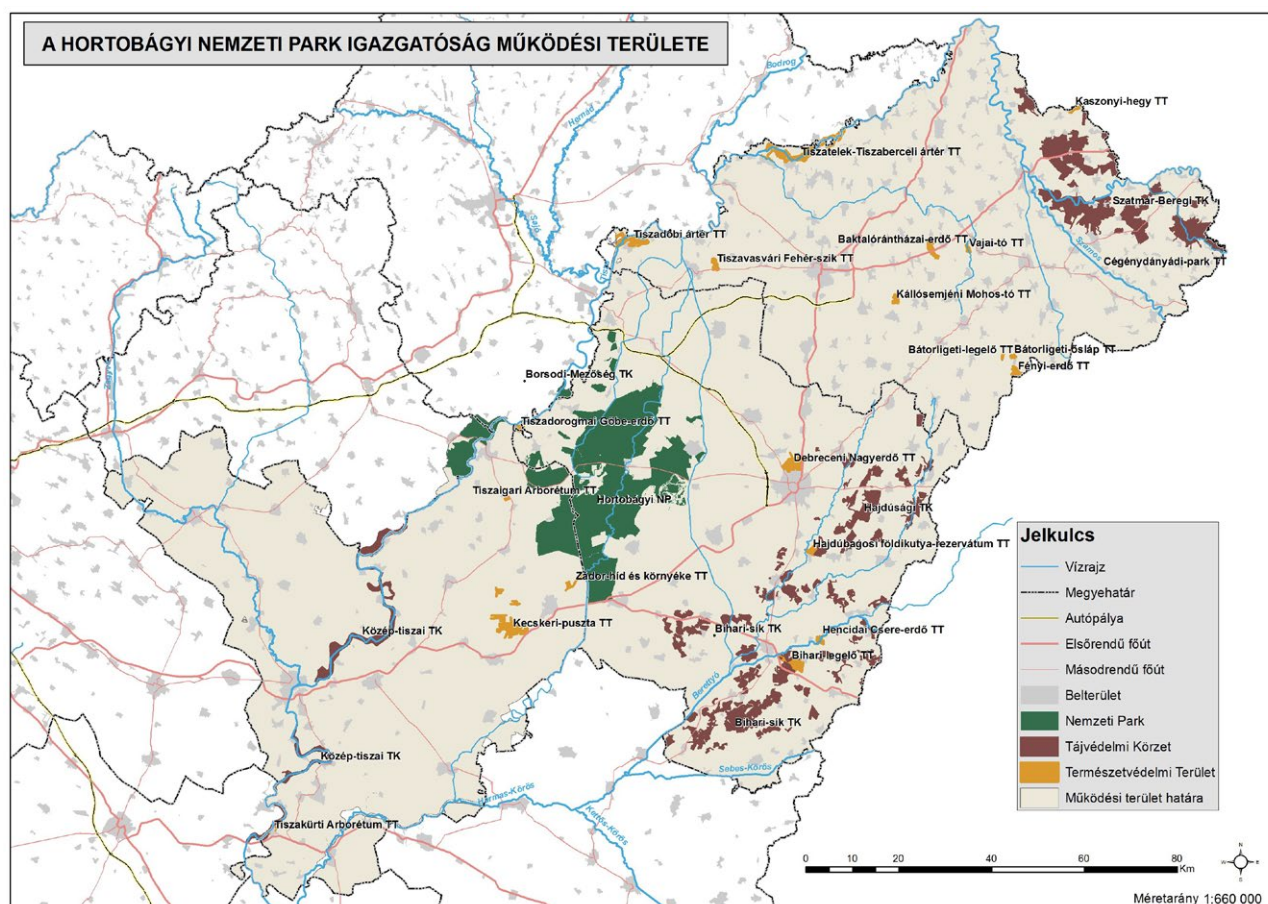 A HORTOBÁGYI NEMZETI PARK IGAZGATÓSÁG MŰKÖDÉSI TERÜLETE
Bodrog
Hernád
Sajó
Kaszonyi-hegy TT
Tiszatelek-Tiszaberceli ártér TT
Szatmár-Beregi TK
Szamos
Tiszadobi ártér TT
Baktalórántházai-erdő TT
Vajai-tó TT
Tiszavasvári Fehér-szik TT
Cégénydányádi-park TT
Tisza
Kállósemjéni Mohos-tó TT
Bátorligeti-legelő TT
Bátorligeti-ősláp TT
Fényi-erdő TT
Borsodi-Mezőség TK
Zagyva
Tiszadorogmai Göbe-erdő TT
Debreceni Nagyerdő TT
Tiszaigari Arborétum TT
Hortobágyi NP
Hajdúsági TK
Hajdúbagosi földikutya-rezervátum TT
Zádor-híd és környéke TT
Kecskeri-puszta TT
Közép-tiszai TK
Bihari-sík TK
Hencidai Csere-erdő TT
Bihari-legelő TT
Berettyó
Bihari-sík TK
Közép-tiszai TK
Sebes-Körös
Hármas-Körös
Kettős-Körös
Tiszakürti Arborétum TT
Jelkulcs
Vízrajz
Megyehatár
Autópálya
Elsőrendű főút
Másodrendű főút
Belterület
Nemzeti Park
Tájvédelmi Körzet
Természetvédelmi Terület
Működési terület határa
0 10 20 40 60 80
Km
N
W E
S
Méretarány 1:660 000